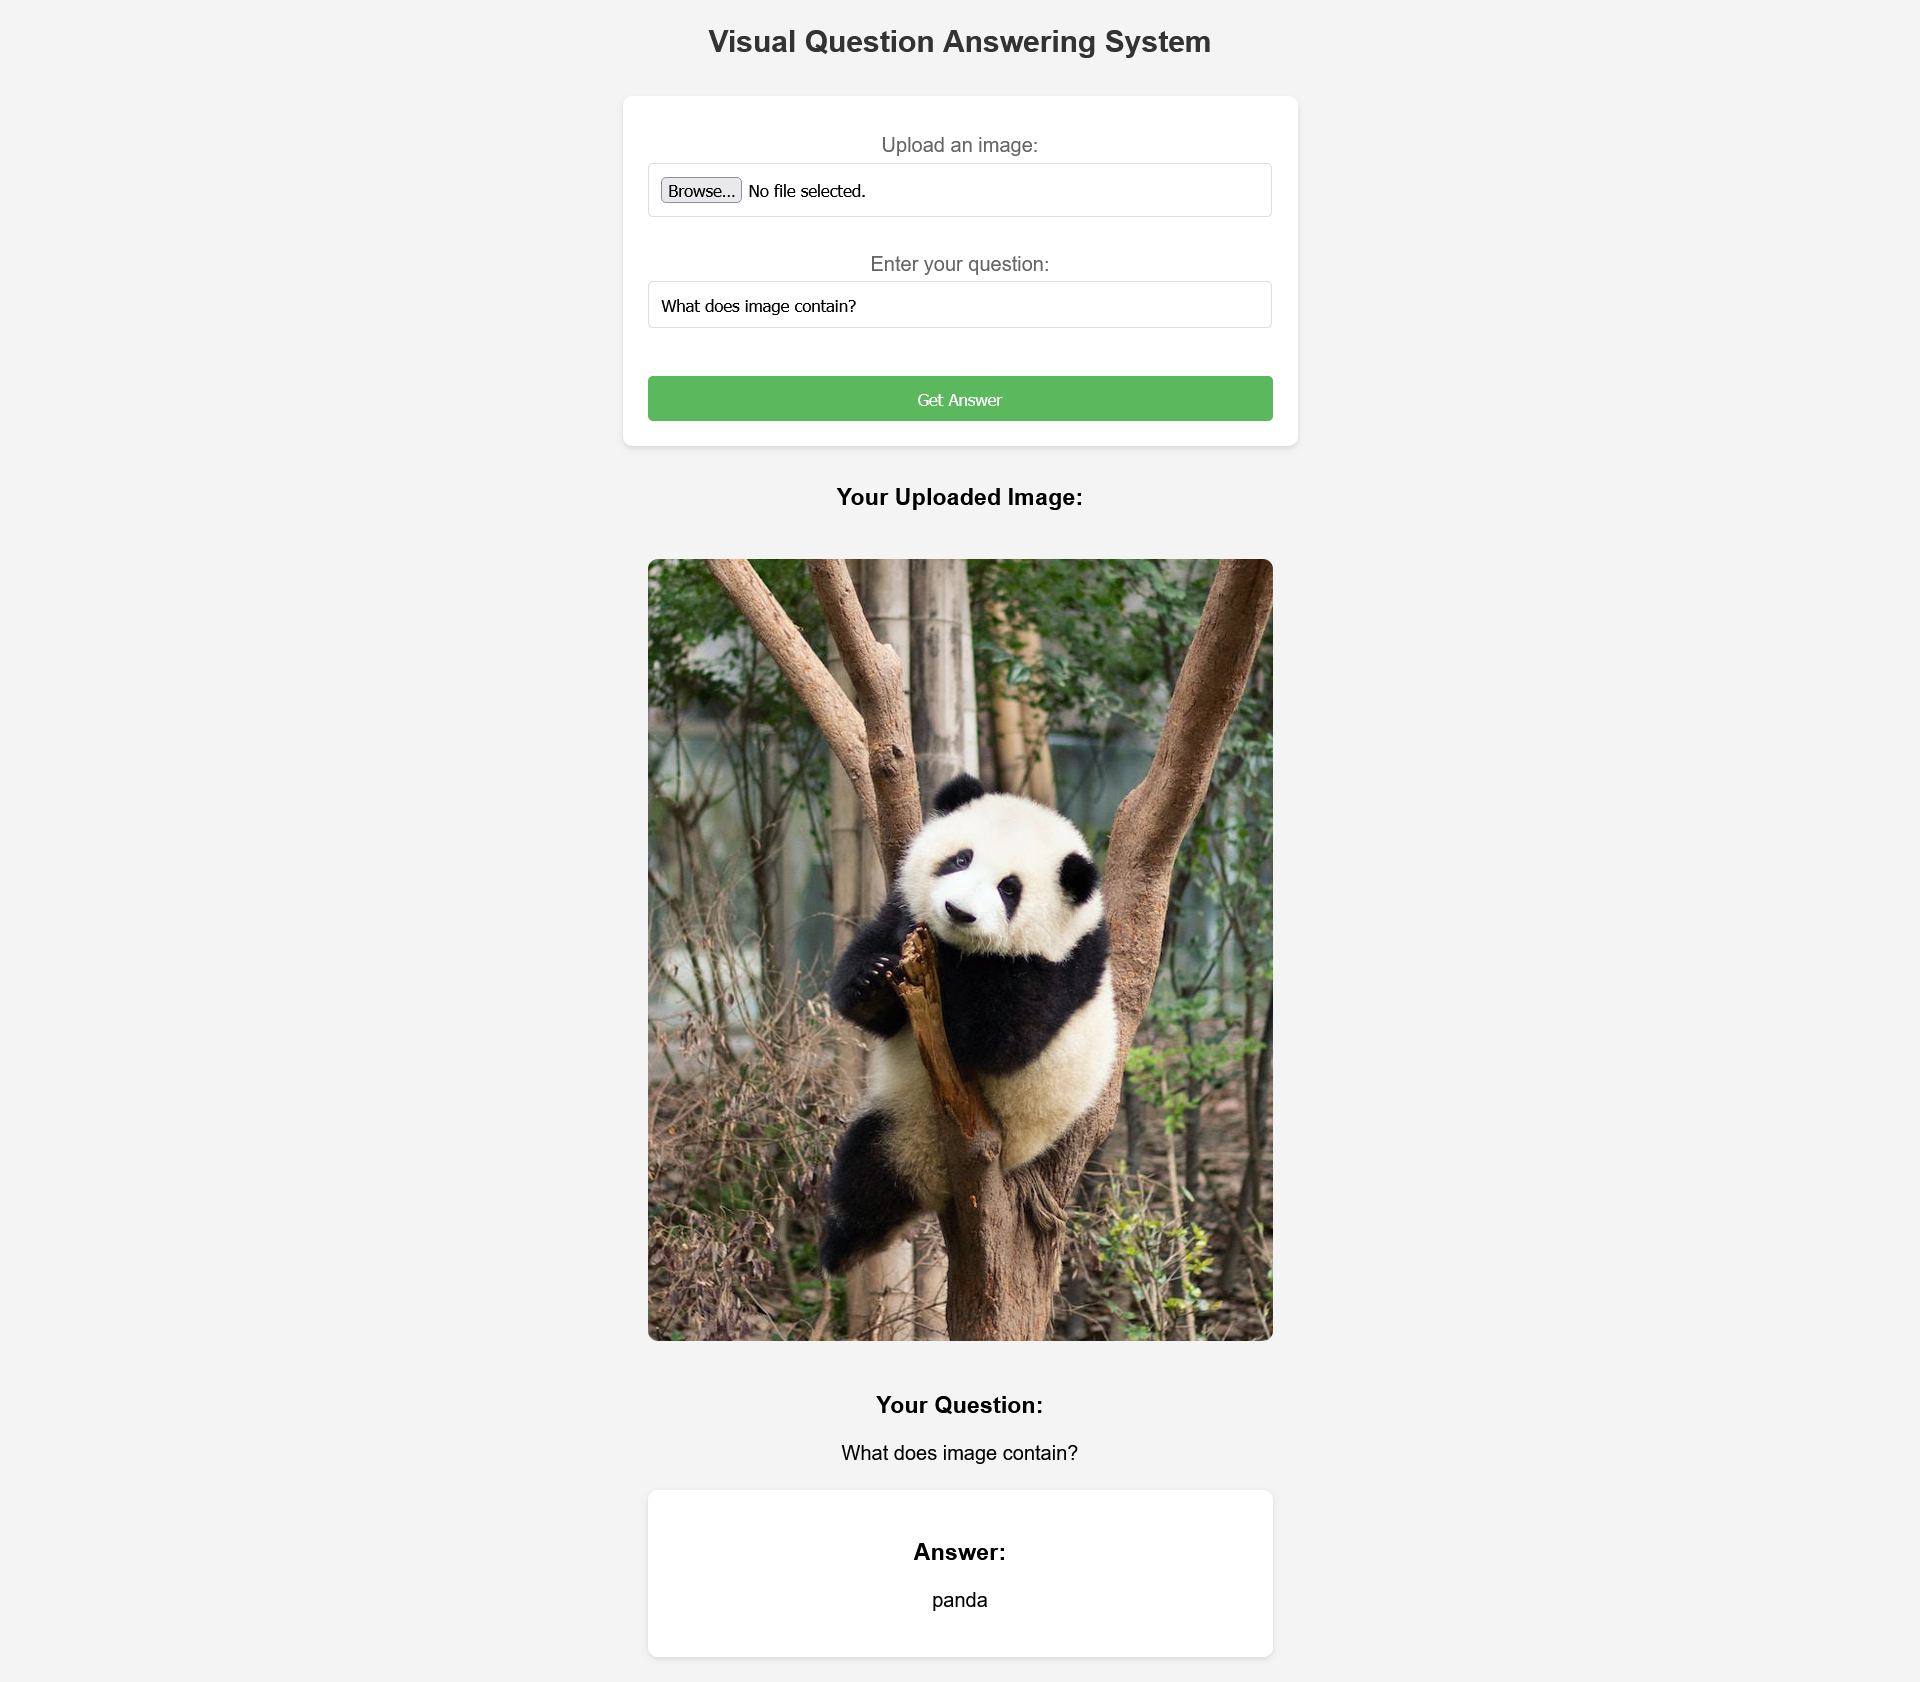 Visual Question Answering System
Upload an image:
Browse... No file selected.
Enter your question:
What does image contain?
Get Answer
Your Uploaded Image:
Your Question:
What does image contain?
Answer:
panda